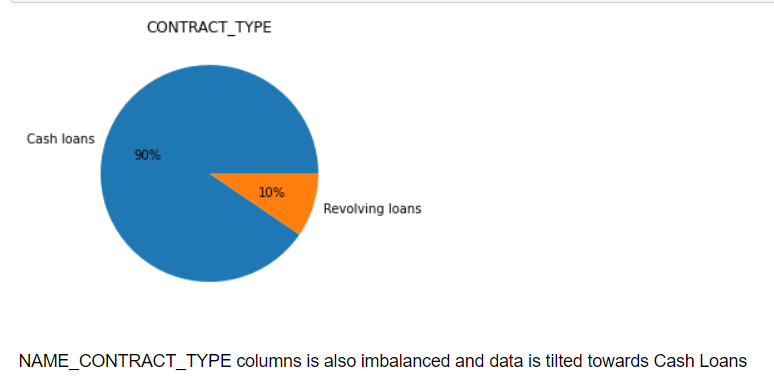 CONTRACT_TYPE
Cash loans
90%
10%
Revolving loans
NAME_CONTRACT_TYPE columns is also imbalanced and data is tilted towards Cash Loans